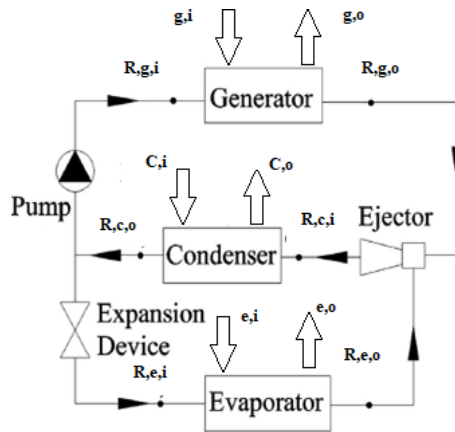 g,i
g,o
R,g,i
R,g,o
Generator
Pump
C,i
C,o
R,c,o
R,c,i
Ejector
Condenser
Expansion
Device
e,i
e,o
R,e,i
R,e,o
Evaporator